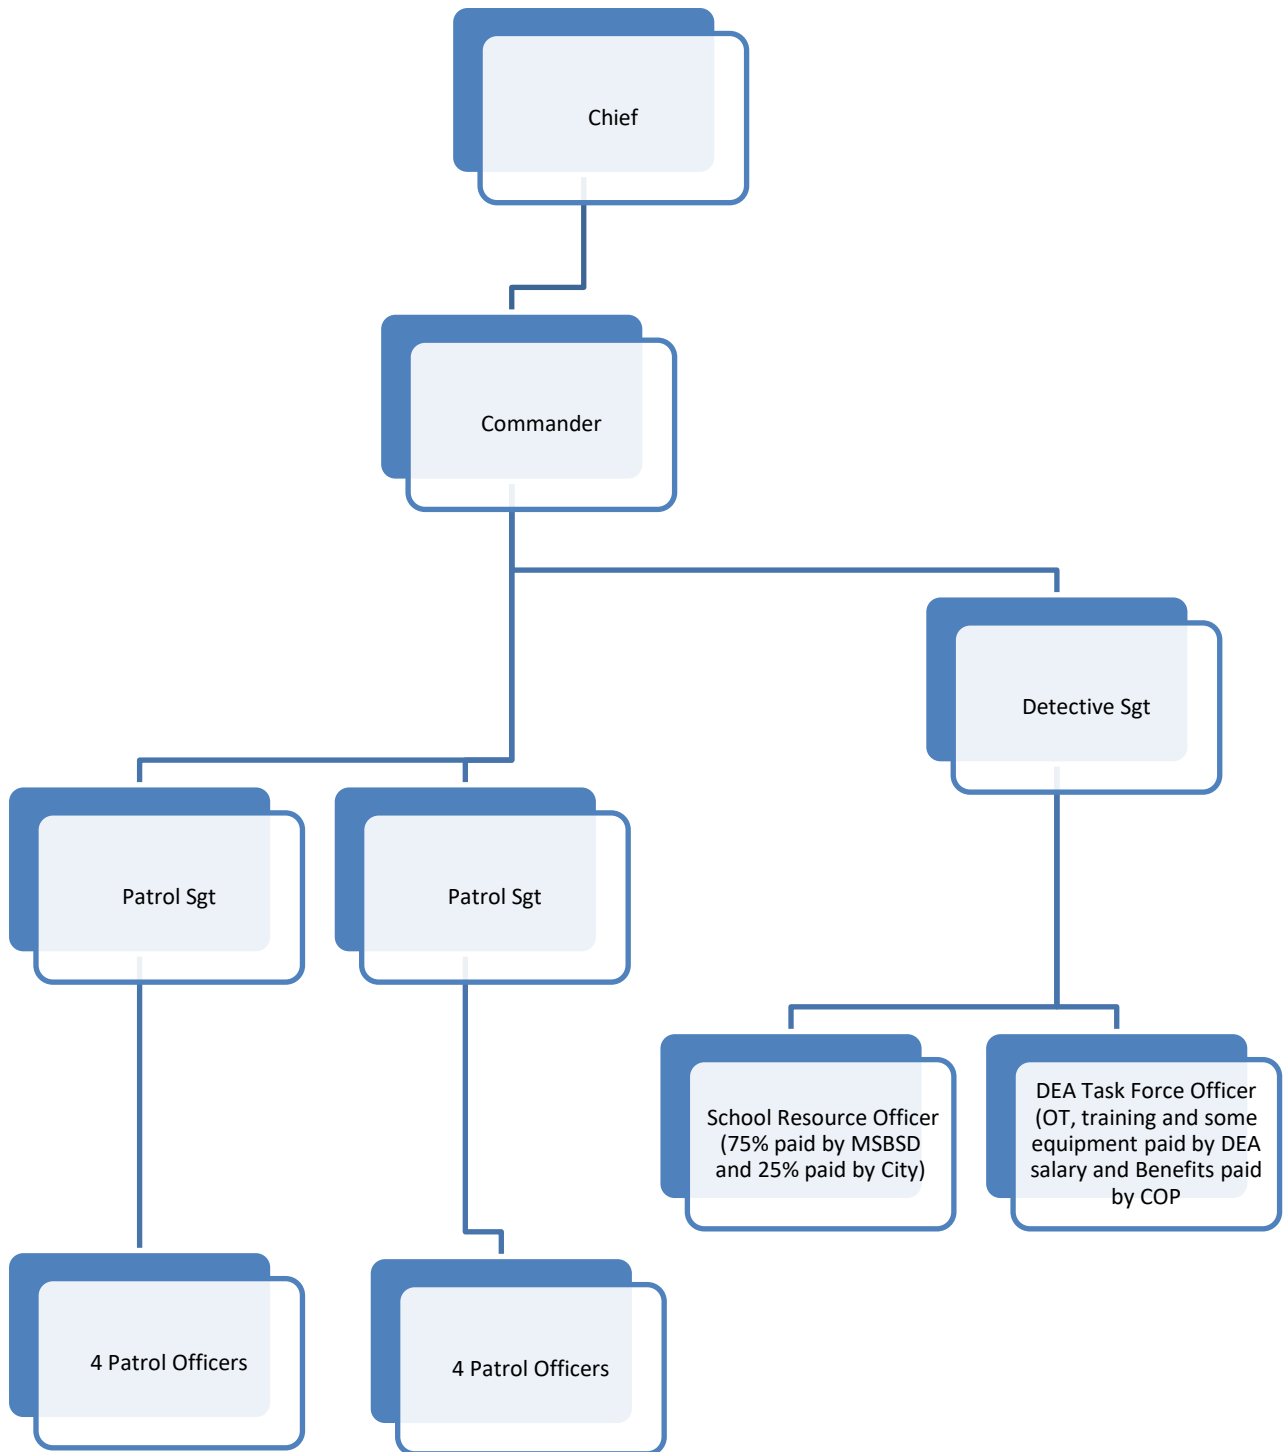 Chief
Commander
Detective Sgt
Patrol Sgt
Patrol Sgt
School Resource Officer
(75% paid by MSBSD
and 25% paid by City)
DEA Task Force Officer
(OT, training and some
equipment paid by DEA
salary and Benefits paid
by COP
4 Patrol Officers
4 Patrol Officers